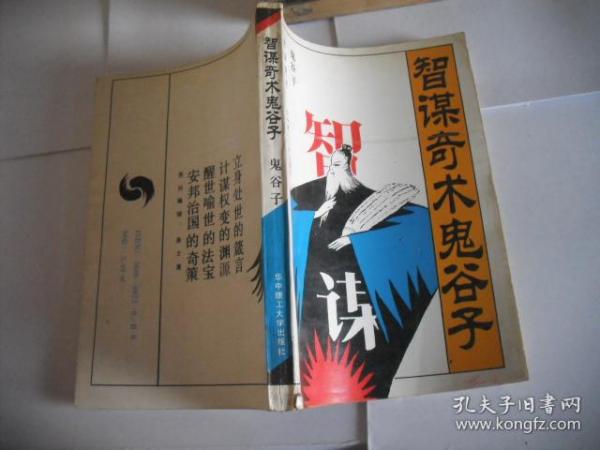 智谋奇术鬼谷子
智
谋
智谋奇术鬼谷子
鬼谷子
华中理工大学出版社
立身处世的箴言
计谋权变的渊源
醒世喻世的法宝
安邦治国的奇策
孔夫子旧书网
www.kongfz.com